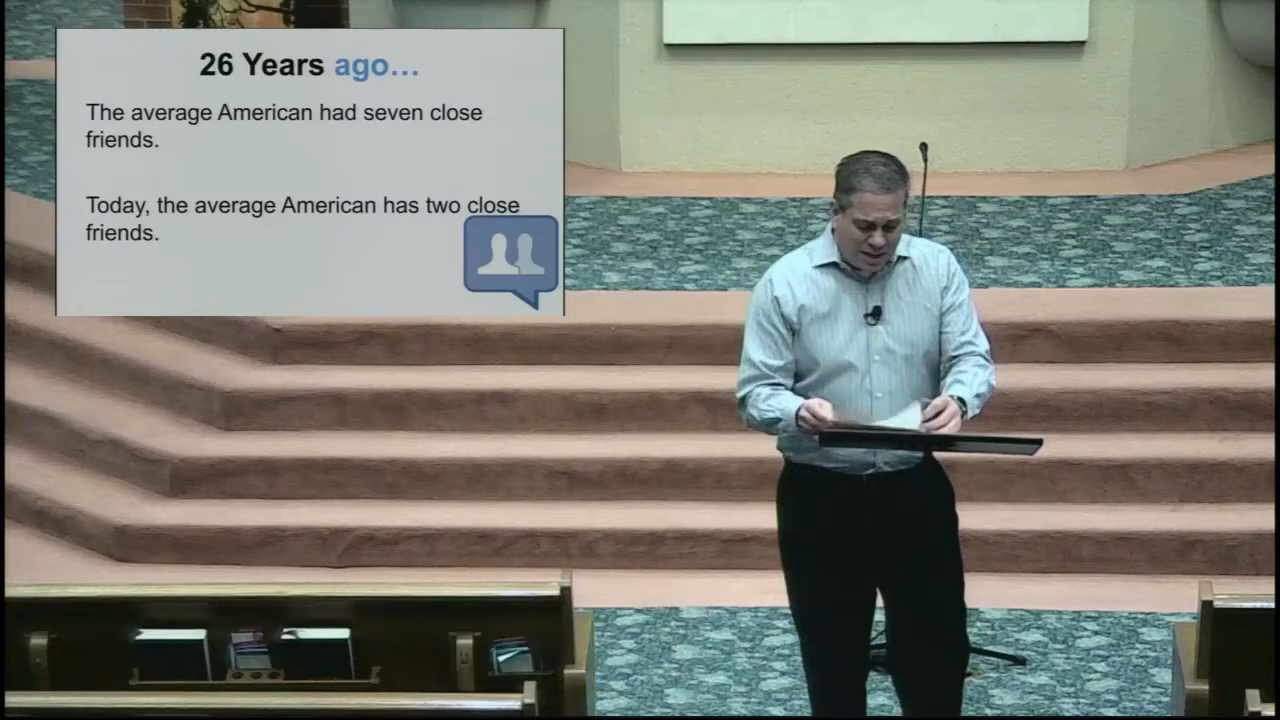 26 Years ago…
The average American had seven close
friends.
Today, the average American has two close
friends.